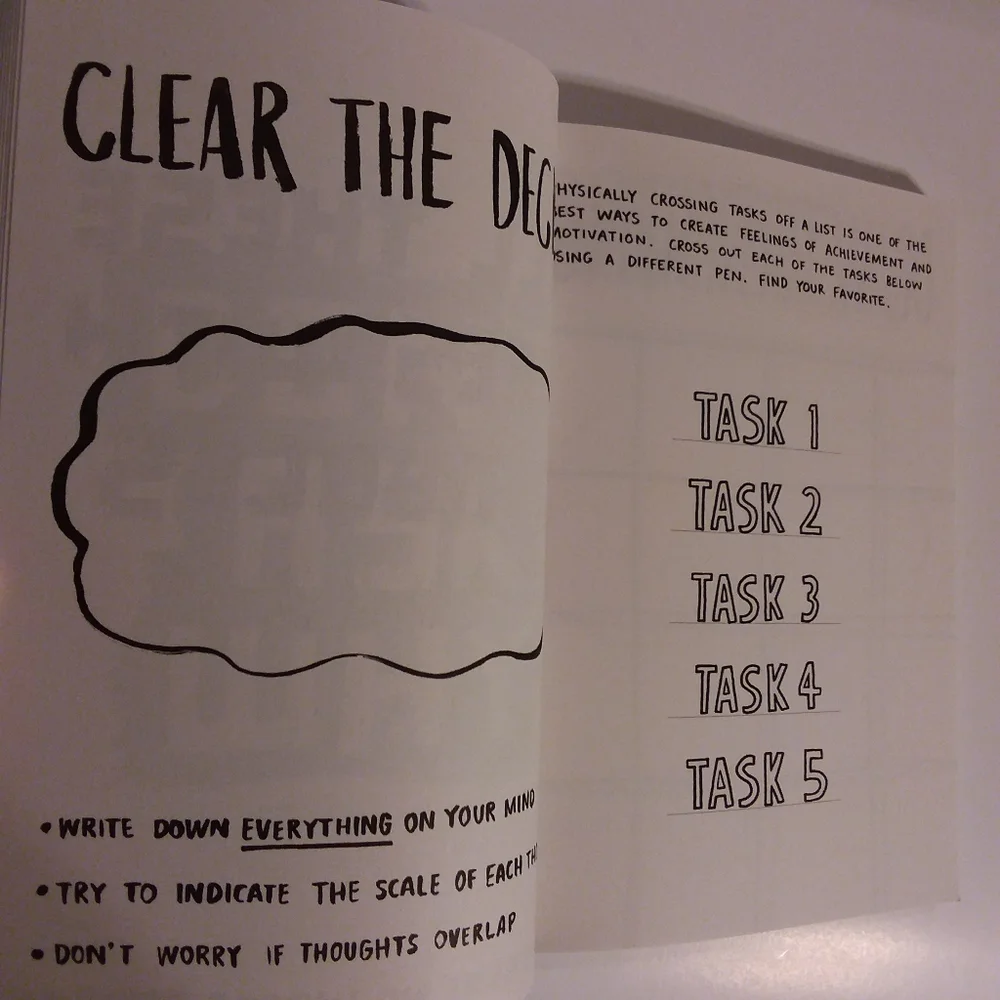 CLEAR THE DEC
• WRITE DOWN EVERYTHING ON YOUR MIND
• TRY TO INDICATE THE SCALE OF EACH TH
• DON'T WORRY IF THOUGHTS OVERLAP
HYSICALLY CROSSING TASKS OFF A LIST IS ONE OF THE
EST WAYS TO CREATE FEELINGS OF ACHIEVEMENT AND
MOTIVATION. CROSS OUT EACH OF THE TASKS BELOW
SING A DIFFERENT PEN. FIND YOUR FAVORITE.
TASK 1
TASK 2
TASK 3
TASK 4
TASK 5